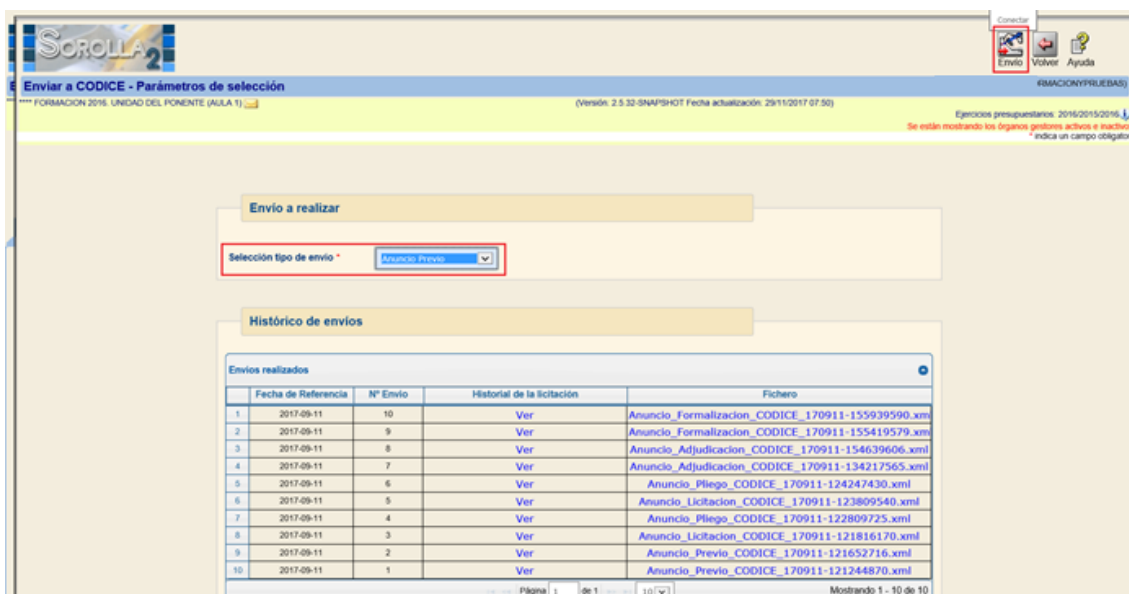 Conectar
SOROLLA2
Envío Volver Ayuda
Enviar a CODICE - Parámetros de selección
RMACIONYPRUEBAS)
**** FORMACION 2016. UNIDAD DEL PONENTE (AULA 1)
(Versión: 2.5.32-SNAPSHOT Fecha actualización: 29/11/2017 07:50)
Ejercicios presupuestarios: 2016/2015/2016
Se están mostrando los órganos gestores activos e inactivo
* indica un campo obligator
Envío a realizar
Selección tipo de envío *
Anuncio Previo
Histórico de envíos
Envíos realizados
Fecha de Referencia Nº Envío Historial de la licitación Fichero
1 2017-09-11 10 Ver Anuncio_Formalizacion_CODICE_170911-155939590.xm
2 2017-09-11 9 Ver Anuncio_Formalizacion_CODICE_170911-155419579.xm
3 2017-09-11 8 Ver Anuncio_Adjudicacion_CODICE_170911-154639606.xml
4 2017-09-11 7 Ver Anuncio_Adjudicacion_CODICE_170911-134217565.xml
5 2017-09-11 6 Ver Anuncio_Pliego_CODICE_170911-124247430.xml
6 2017-09-11 5 Ver Anuncio_Licitacion_CODICE_170911-123809540.xml
7 2017-09-11 4 Ver Anuncio_Pliego_CODICE_170911-122809725.xml
8 2017-09-11 3 Ver Anuncio_Licitacion_CODICE_170911-121816170.xml
9 2017-09-11 2 Ver Anuncio_Previo_CODICE_170911-121652716.xml
10 2017-09-11 1 Ver Anuncio_Previo_CODICE_170911-121244870.xml
Página 1 de 1 10 Mostrando 1 - 10 de 10